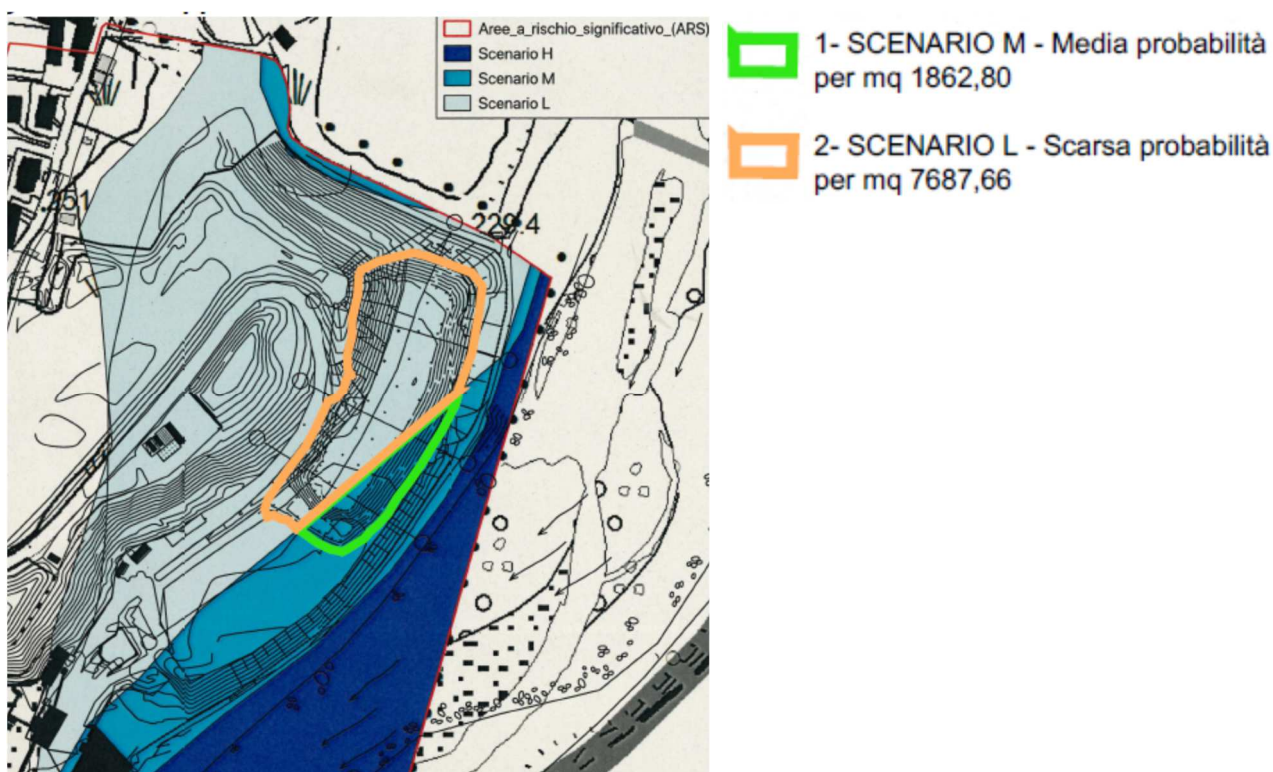 Aree_a_rischio_significativo_(ARS)
Scenario H
Scenario M
Scenario L
1- SCENARIO M - Media probabilità
per mq 1862,80
2- SCENARIO L - Scarsa probabilità
per mq 7687,66
251
229.4